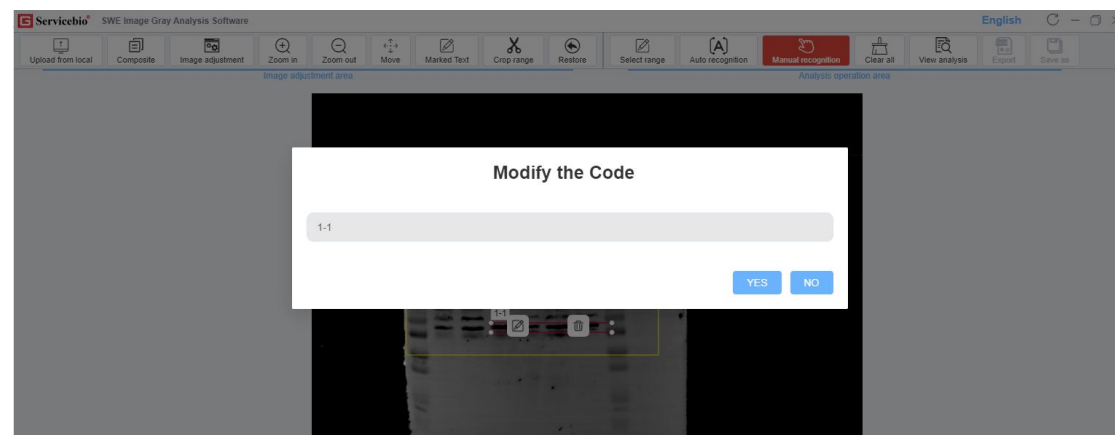 Servicebio® SWE Image Gray Analysis Software English
Upload from local Composite Image adjustment Zoom in Zoom out Move Marked Text Crop range Restore Select range Auto recognition Manual recognition Clear all View analysis Export Save as
Image adjustment area Analysis operation area
Modify the Code
1-1
YES NO
1-1